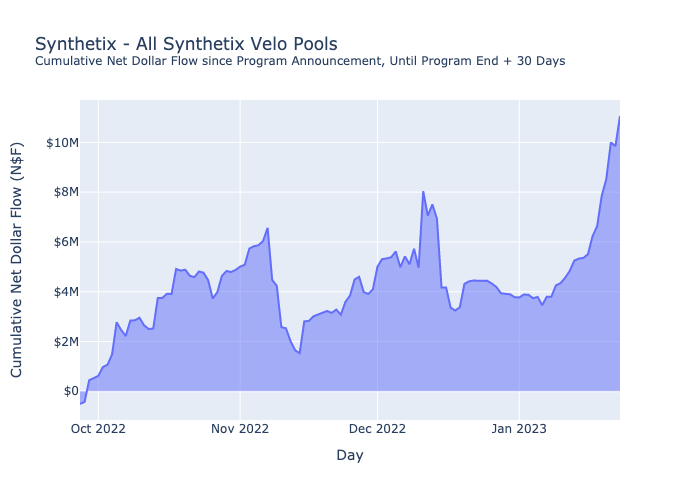 Synthetix - All Synthetix Velo Pools
Cumulative Net Dollar Flow since Program Announcement, Until Program End + 30 Days
Cumulative Net Dollar Flow (N$F)
$10M
$8M
$6M
$4M
$2M
$0
Oct 2022 Nov 2022 Dec 2022 Jan 2023
Day